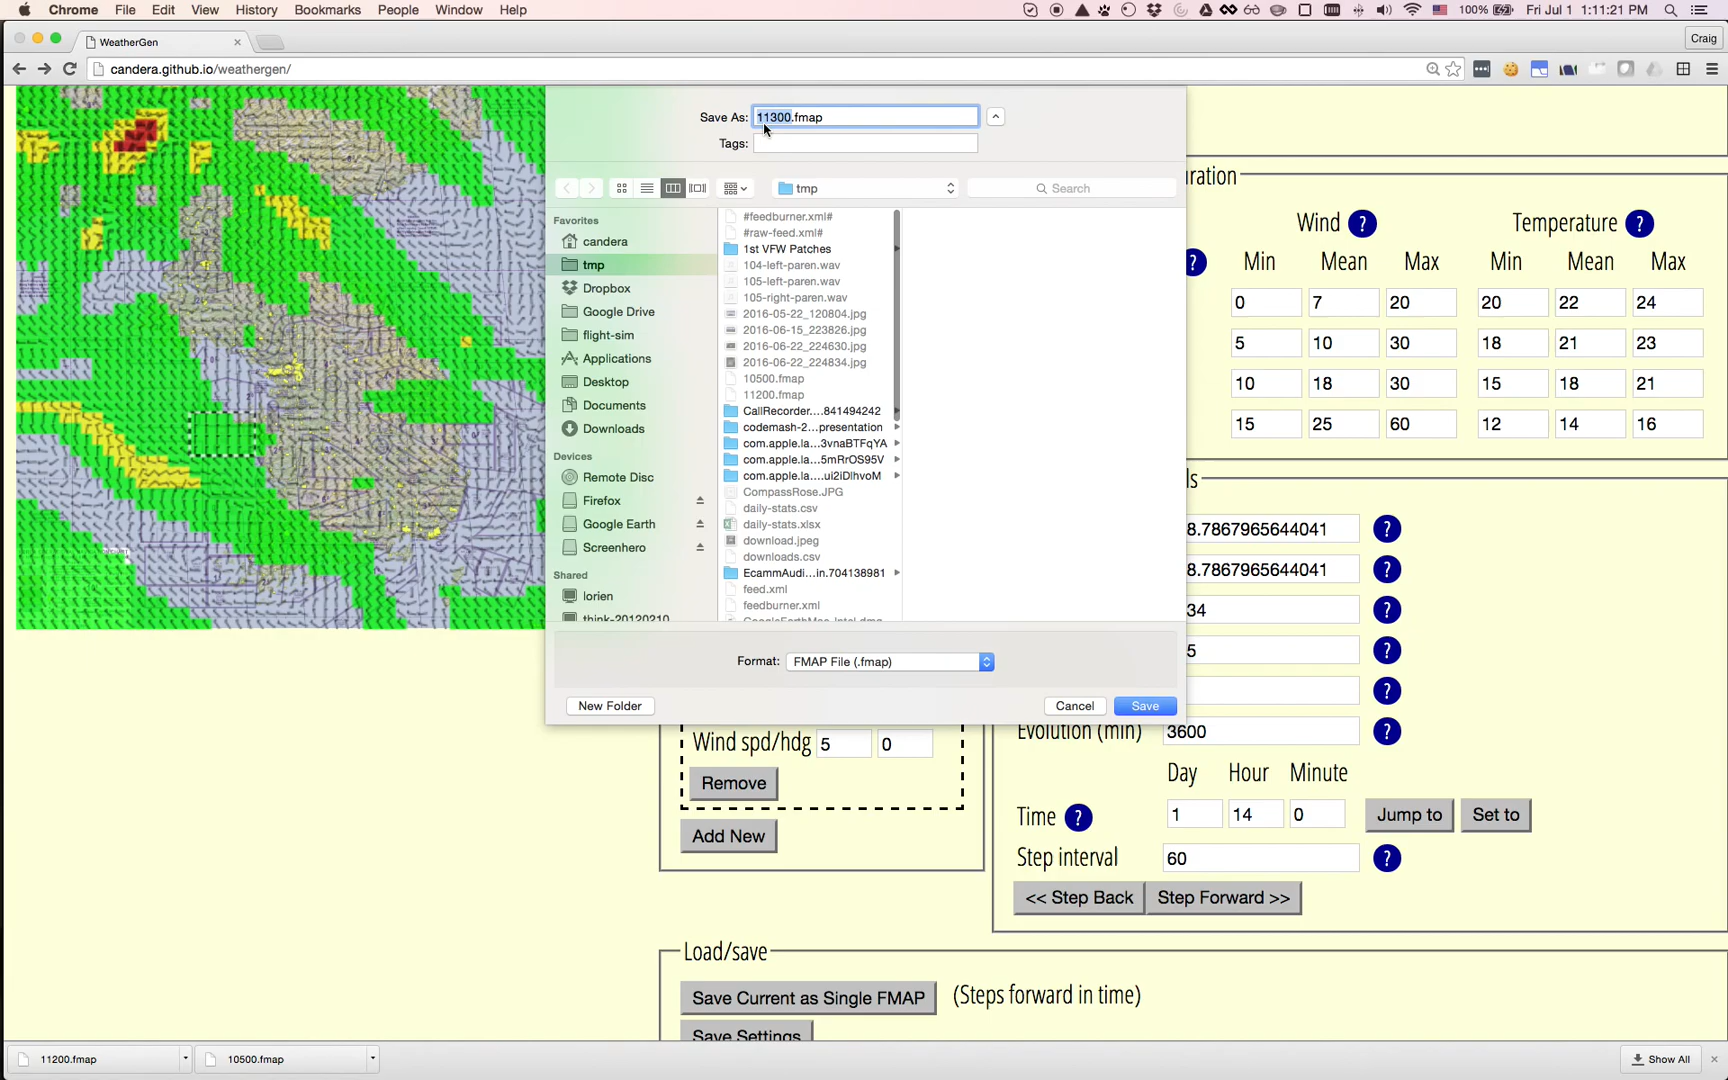 Chrome File Edit View History Bookmarks People Window Help 100% Fri Jul 1 1:11:21 PM
WeatherGen Craig
candera.github.io/weathergen/
Save As: 11300.fmap
Tags:
tmp Search
Favorites
candera
tmp
Dropbox
Google Drive
flight-sim
Applications
Desktop
Documents
Downloads
Devices
Remote Disc
Firefox
Google Earth
Screenhero
Shared
lorien
think-20120210
#feedburner.xml#
#raw-feed.xml#
1st VFW Patches
104-left-paren.wav
105-left-paren.wav
105-right-paren.wav
2016-05-22_120804.jpg
2016-06-15_223826.jpg
2016-06-22_224630.jpg
2016-06-22_224834.jpg
10500.fmap
11200.fmap
CallRecorder....841494242
codemash-2...presentation
com.apple.la...3vnaBTFqYA
com.apple.la....5mRrOS95V
com.apple.la....ui2iDlhvoM
CompassRose.JPG
daily-stats.csv
daily-stats.xlsx
download.jpeg
downloads.csv
EcammAudi...in.704138981
feed.xml
feedburner.xml
GoogleEarthMac-Intel.dmg
Format: FMAP File (.fmap)
New Folder Cancel Save
uration
Wind ? Temperature ?
? Min Mean Max Min Mean Max
0 7 20 20 22 24
5 10 30 18 21 23
10 18 30 15 18 21
15 25 60 12 14 16
ls
8.7867965644041 ?
8.7867965644041 ?
34 ?
5 ?
?
Evolution (min) 3600 ?
Day Hour Minute
Time ? 1 14 0 Jump to Set to
Step interval 60 ?
<< Step Back Step Forward >>
Wind spd/hdg 5 0
Remove
Add New
Load/save
Save Current as Single FMAP (Steps forward in time)
Save Settings
11200.fmap 10500.fmap Show All